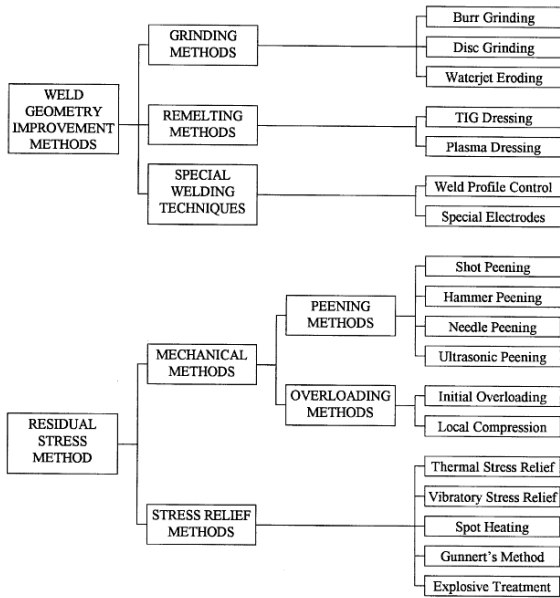 WELD
GEOMETRY
IMPROVEMENT
METHODS
GRINDING
METHODS
Burr Grinding
Disc Grinding
Waterjet Eroding
REMELTING
METHODS
TIG Dressing
Plasma Dressing
SPECIAL
WELDING
TECHNIQUES
Weld Profile Control
Special Electrodes
RESIDUAL
STRESS
METHOD
MECHANICAL
METHODS
PEENING
METHODS
Shot Peening
Hammer Peening
Needle Peening
Ultrasonic Peening
OVERLOADING
METHODS
Initial Overloading
Local Compression
STRESS RELIEF
METHODS
Thermal Stress Relief
Vibratory Stress Relief
Spot Heating
Gunnert's Method
Explosive Treatment